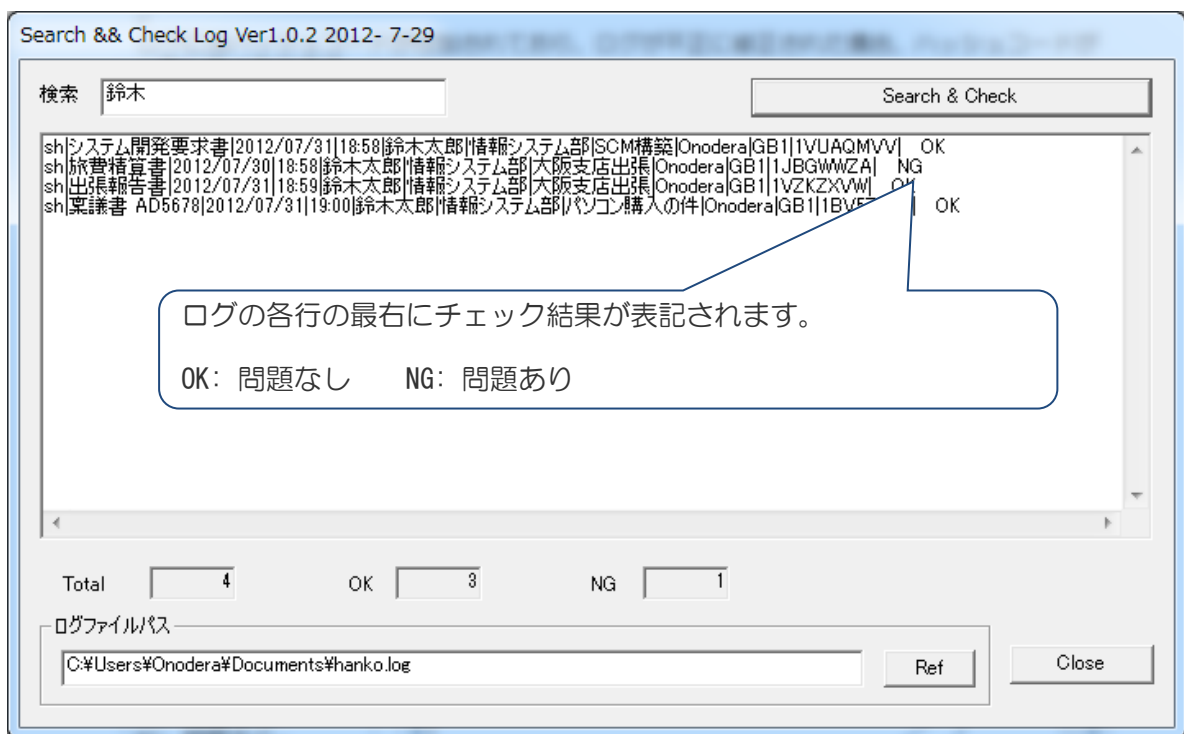 Search && Check Log Ver1.0.2 2012- 7-29
検索 鈴木 Search & Check
sh|システム開発要求書|2012/07/31|18:58|鈴木太郎|情報システム部|SCM構築|Onodera|GB1|1VUAQMVV| OK
sh|旅費精算書|2012/07/30|18:58|鈴木太郎|情報システム部|大阪支店出張|Onodera|GB1|1JBGWWZA| NG
sh|出張報告書|2012/07/31|18:59|鈴木太郎|情報システム部|大阪支店出張|Onodera|GB1|1VZKZXVW| OK
sh|稟議書 AD5678|2012/07/31|19:00|鈴木太郎|情報システム部|パソコン購入の件|Onodera|GB1| OK
ログの各行の最右にチェック結果が表記されます。
OK: 問題なし NG: 問題あり
Total 4 OK 3 NG 1
ログファイルパス
C:¥Users¥Onodera¥Documents¥hanko.log Ref Close